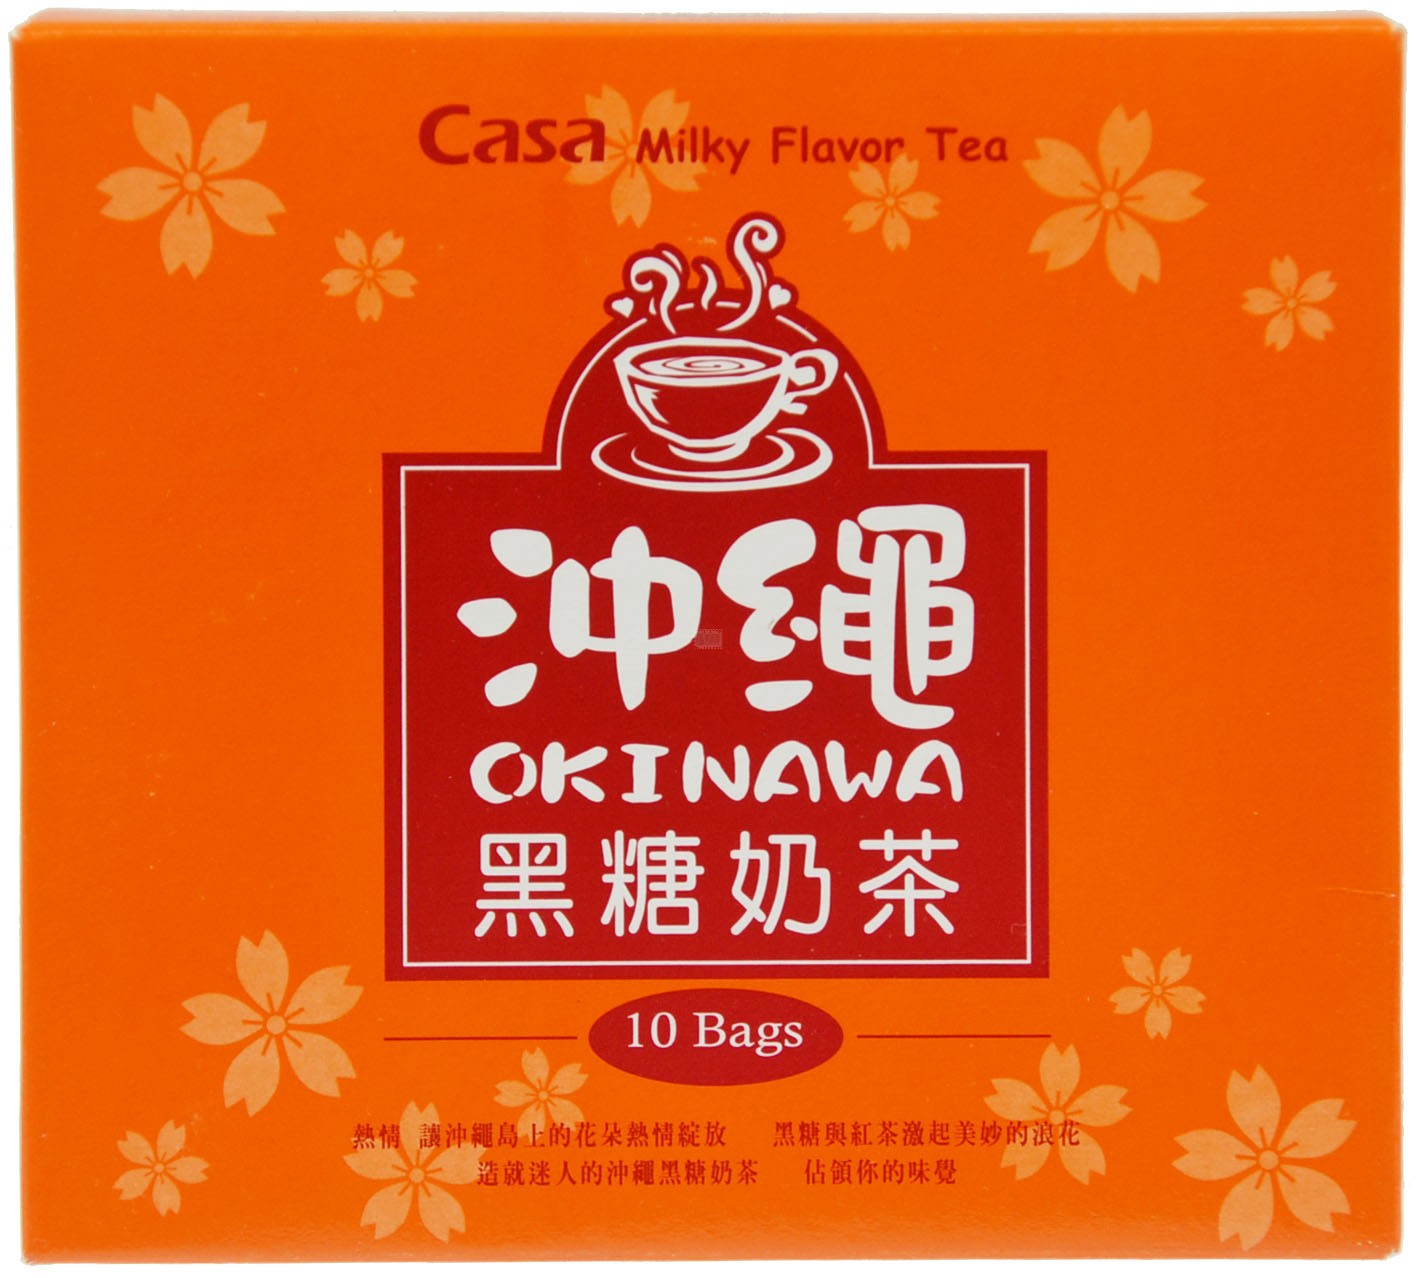 Casa Milky Flavor Tea
沖繩
OKINAWA
黑糖奶茶
10 Bags
熱情 讓沖繩島上的花朵熱情綻放 黑糖與紅茶激起美妙的浪花
造就迷人的沖繩黑糖奶茶 佔領你的味覺